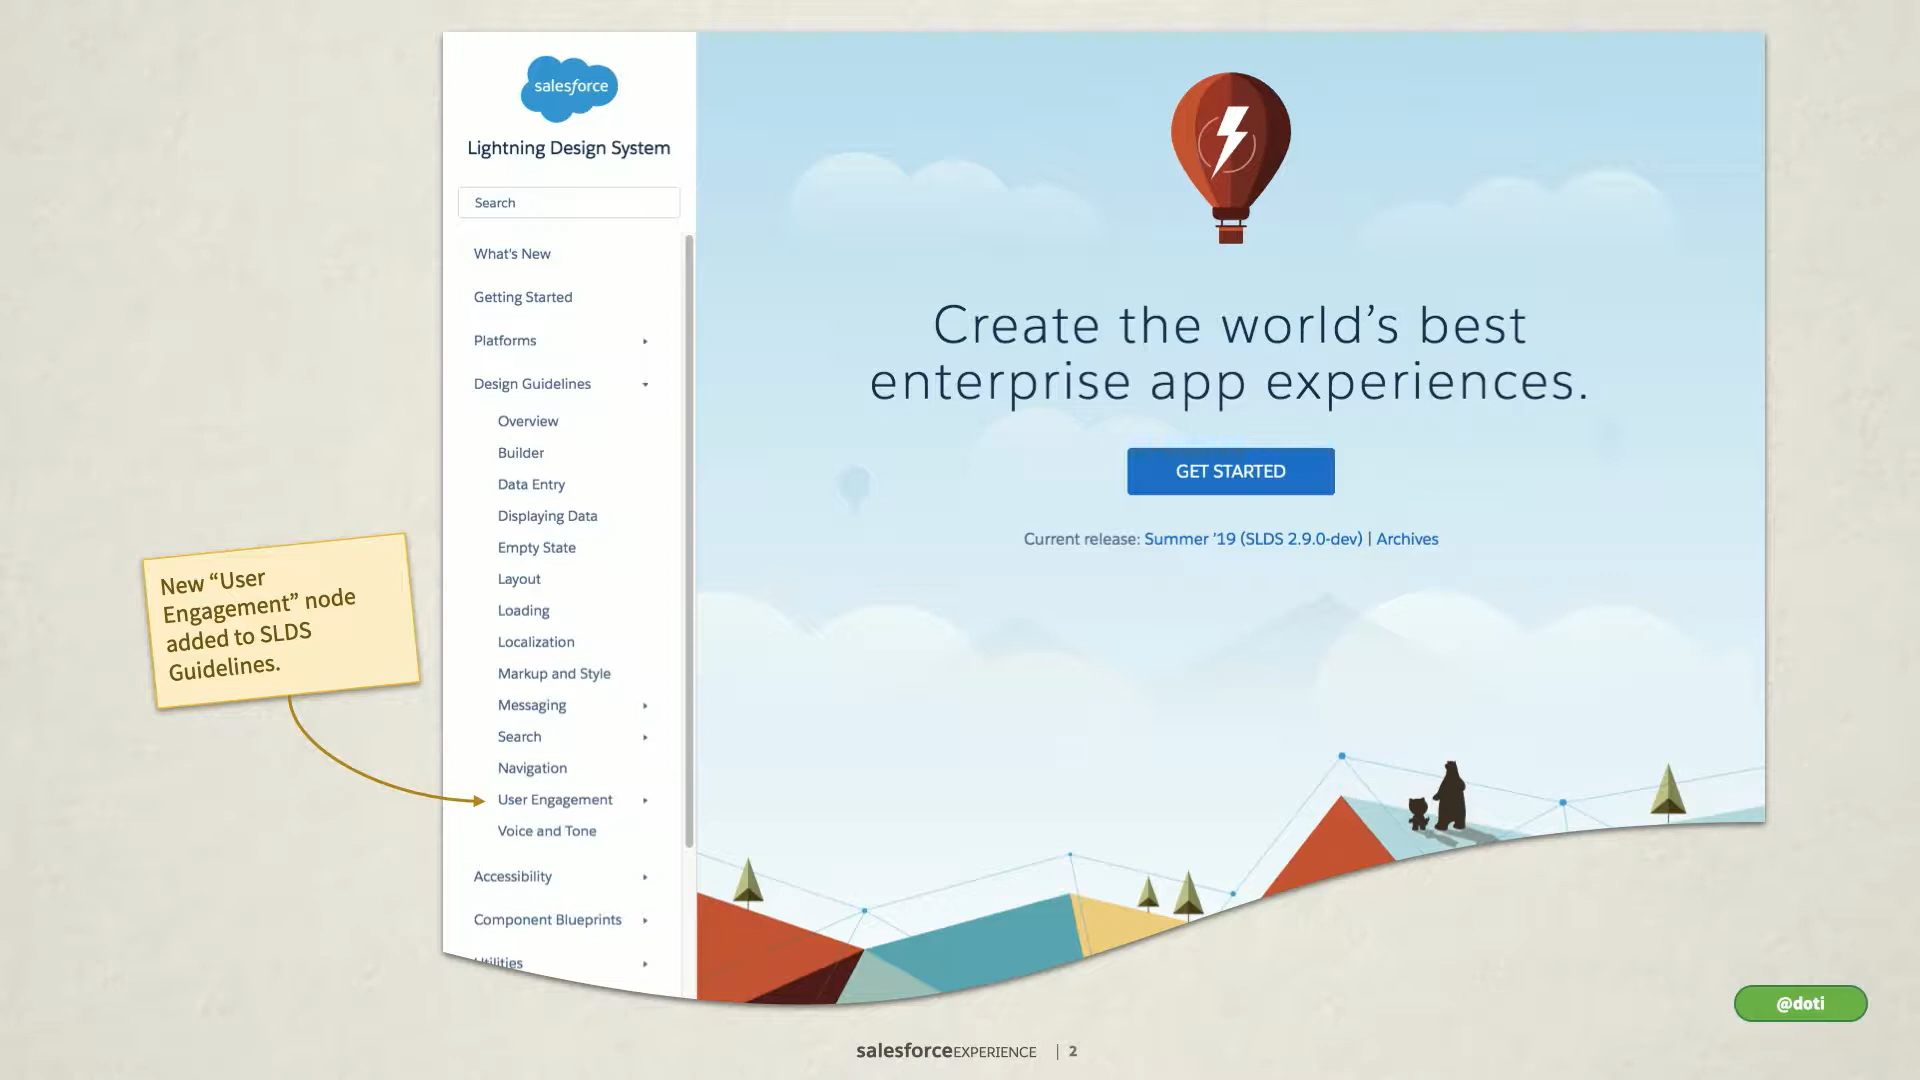 salesforce
Lightning Design System
Search
What's New
Getting Started
Platforms
Design Guidelines
Overview
Builder
Data Entry
Displaying Data
Empty State
Layout
Loading
Localization
Markup and Style
Messaging
Search
Navigation
User Engagement
Voice and Tone
Accessibility
Component Blueprints
Utilities
Create the world’s best
enterprise app experiences.
GET STARTED
Current release: Summer ’19 (SLDS 2.9.0-dev) | Archives
New “User
Engagement” node
added to SLDS
Guidelines.
@doti
salesforceEXPERIENCE | 2